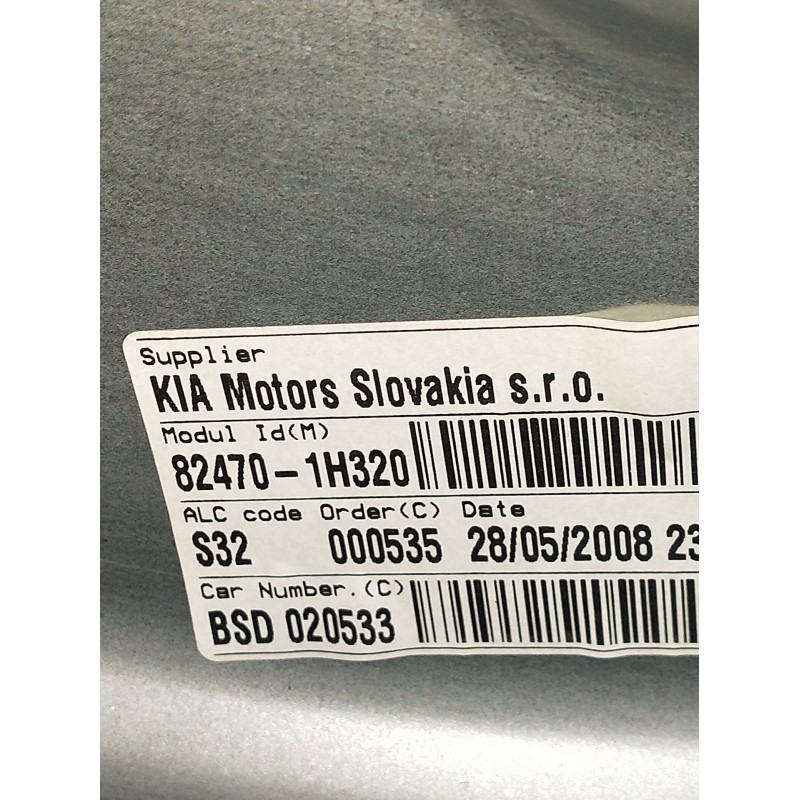 Supplier
KIA Motors Slovakia s.r.o.
Modul Id(M)
82470-1H320
ALC code Order(C) Date
S32 000535 28/05/2008 23
Car Number.(C)
BSD 020533